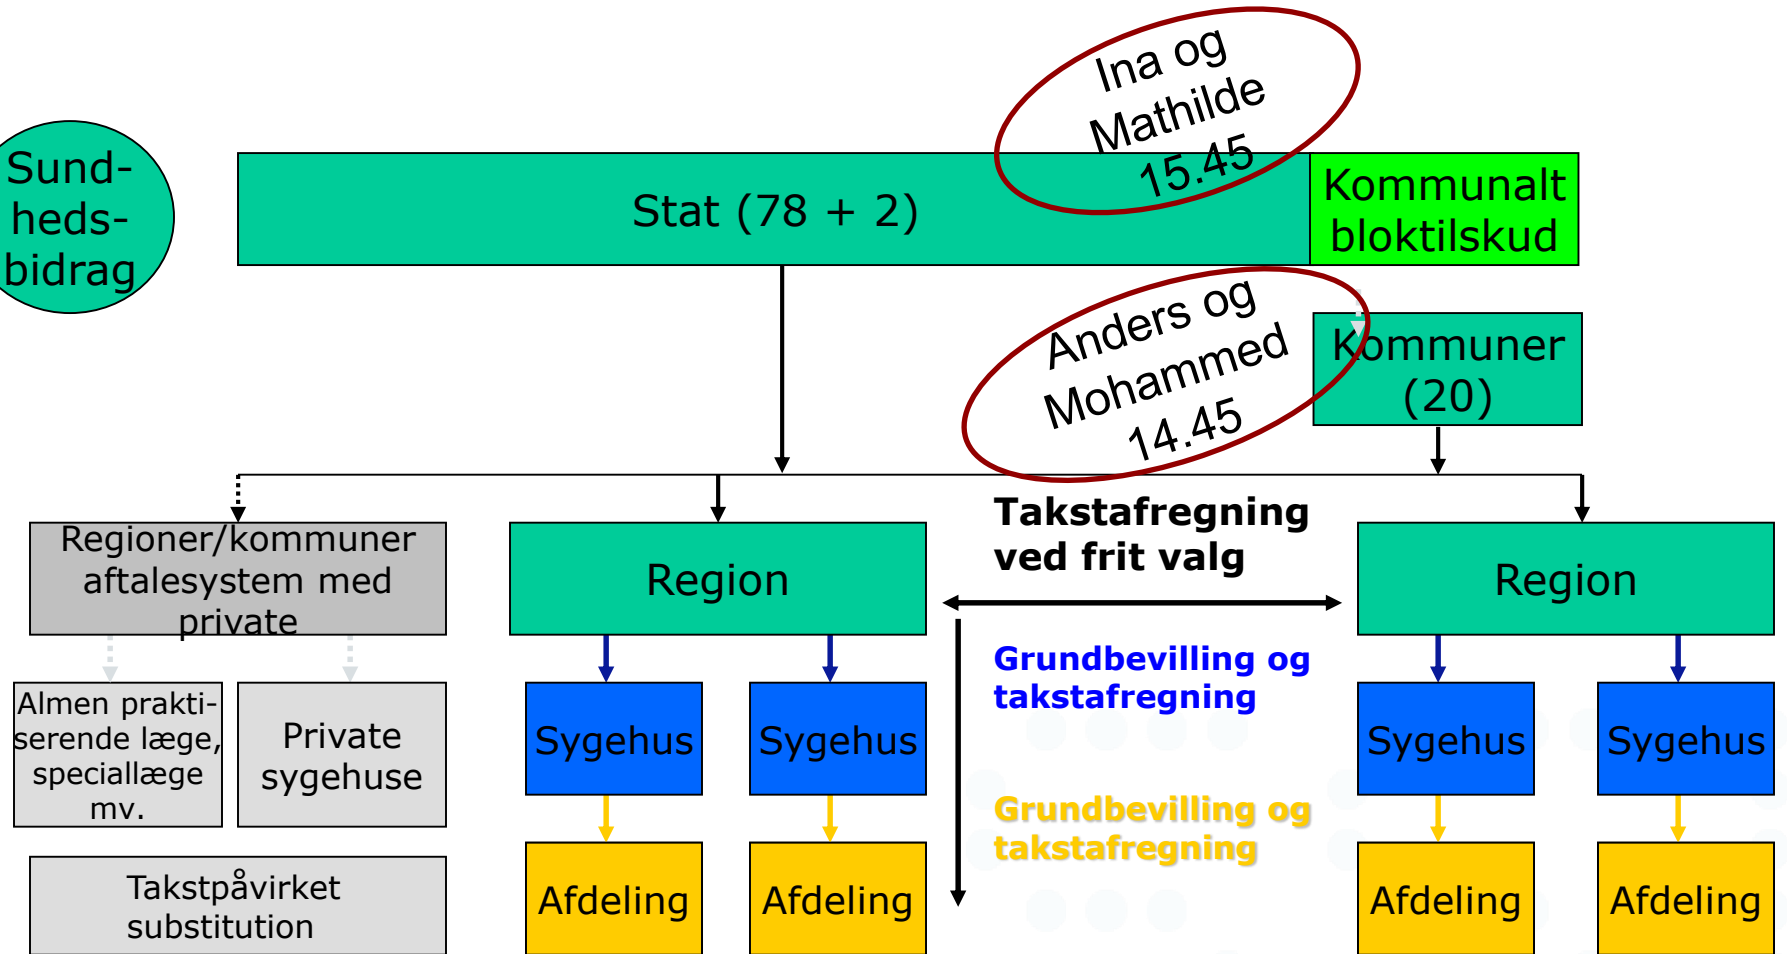 Ina og
Mathilde
15.45
Sund-
heds-
bidrag
Stat (78 + 2)
Kommunalt
bloktilskud
Anders og
Mohammed
14.45
Kommuner
(20)
Regioner/kommuner
aftalesystem med
private
Region
Takstafregning
ved frit valg
Region
Almen prakti-
serende læge,
speciallæge
mv.
Private
sygehuse
Sygehus
Sygehus
Grundbevilling og
takstafregning
Sygehus
Sygehus
Takstpåvirket
substitution
Afdeling
Afdeling
Grundbevilling og
takstafregning
Afdeling
Afdeling